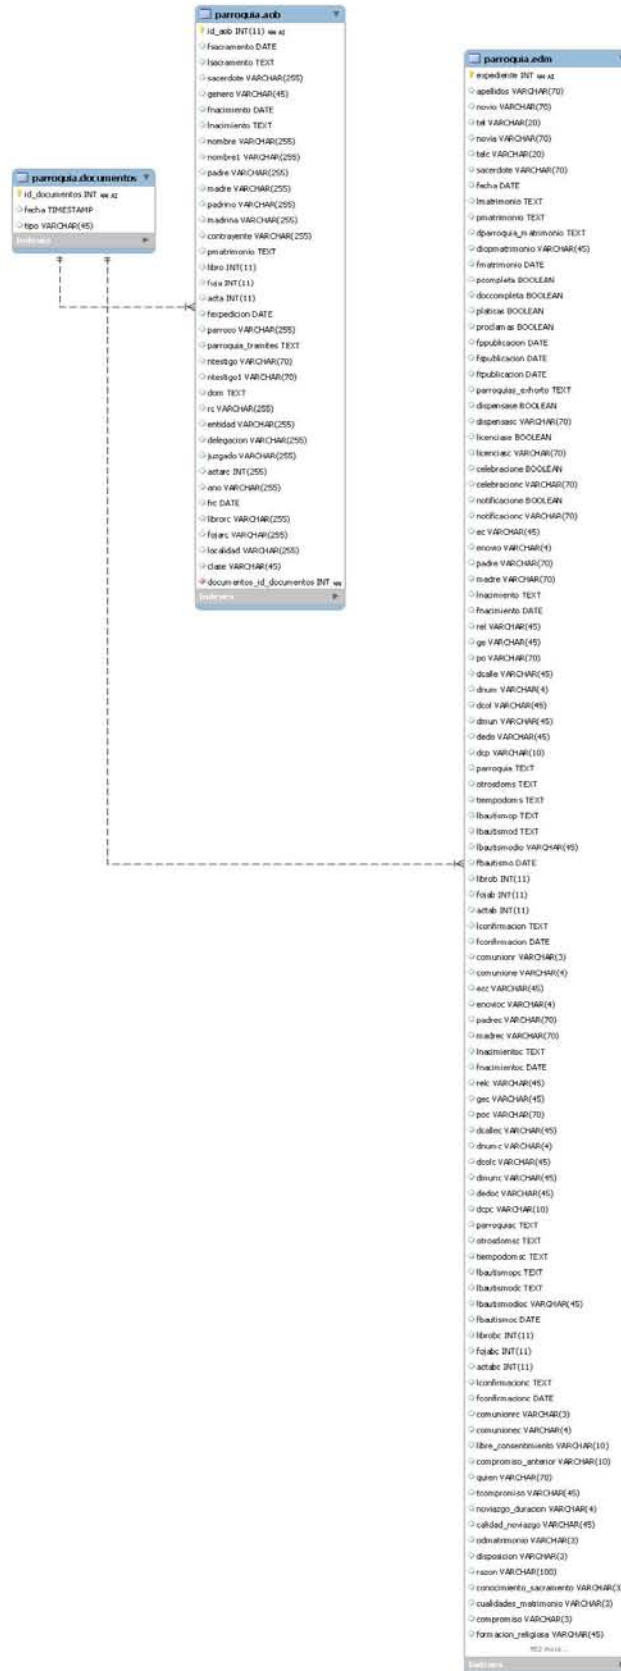 parroquia.aob
id_aob INT(11) NN AI
fsacramento DATE
lsacramento TEXT
sacerdote VARCHAR(255)
genero VARCHAR(45)
fnacimiento DATE
lnacimiento TEXT
nombre VARCHAR(255)
nombre1 VARCHAR(255)
padre VARCHAR(255)
madre VARCHAR(255)
padrino VARCHAR(255)
madrina VARCHAR(255)
contrayente VARCHAR(255)
pmatrimonio TEXT
libro INT(11)
foja INT(11)
acta INT(11)
fexpedicion DATE
parroco VARCHAR(255)
parroquia_tramites TEXT
ntestigo VARCHAR(70)
ntestigo1 VARCHAR(70)
dom TEXT
rc VARCHAR(255)
entidad VARCHAR(255)
delegacion VARCHAR(255)
juzgado VARCHAR(255)
actarc INT(255)
ano VARCHAR(255)
frc DATE
librorc VARCHAR(255)
fojarc VARCHAR(255)
localidad VARCHAR(255)
clase VARCHAR(45)
documentos_id_documentos INT NN
Indexes
parroquia.documentos
id_documentos INT NN AI
fecha TIMESTAMP
tipo VARCHAR(45)
Indexes
parroquia.edm
expediente INT NN AI
apellidos VARCHAR(70)
novio VARCHAR(70)
tel VARCHAR(20)
novia VARCHAR(70)
telc VARCHAR(20)
sacerdote VARCHAR(70)
fecha DATE
lmatrimonio TEXT
pmatrimonio TEXT
dparroquia_matrimonio TEXT
diopmatrimonio VARCHAR(45)
fmatrimonio DATE
pcompleta BOOLEAN
doccompleta BOOLEAN
platicas BOOLEAN
proclamas BOOLEAN
fppublicacion DATE
fspublicacion DATE
ftpublicacion DATE
parroquias_exhorto TEXT
dispensase BOOLEAN
dispensasc VARCHAR(70)
licenciase BOOLEAN
licenciasc VARCHAR(70)
celebracione BOOLEAN
celebracionc VARCHAR(70)
notificacione BOOLEAN
notificacionc VARCHAR(70)
ec VARCHAR(45)
enovio VARCHAR(4)
padre VARCHAR(70)
madre VARCHAR(70)
lnacimiento TEXT
fnacimiento DATE
rel VARCHAR(45)
ge VARCHAR(45)
po VARCHAR(70)
dcalle VARCHAR(45)
dnum VARCHAR(4)
dcol VARCHAR(45)
dmun VARCHAR(45)
dedo VARCHAR(45)
dcp VARCHAR(10)
parroquia TEXT
otrosdoms TEXT
tiempodoms TEXT
lbautismop TEXT
lbautismod TEXT
lbautismodio VARCHAR(45)
fbautismo DATE
librob INT(11)
fojab INT(11)
actab INT(11)
lconfirmacion TEXT
fconfirmacion DATE
comunionr VARCHAR(3)
comunione VARCHAR(4)
ecc VARCHAR(45)
enovioc VARCHAR(4)
padrec VARCHAR(70)
madrec VARCHAR(70)
lnacimientoc TEXT
fnacimientoc DATE
relc VARCHAR(45)
gec VARCHAR(45)
poc VARCHAR(70)
dcallec VARCHAR(45)
dnumc VARCHAR(4)
dcolc VARCHAR(45)
dmunc VARCHAR(45)
dedoc VARCHAR(45)
dcpc VARCHAR(10)
parroquiac TEXT
otrosdomsc TEXT
tiempodomsc TEXT
lbautismopc TEXT
lbautismodc TEXT
lbautismodioc VARCHAR(45)
fbautismoc DATE
librobc INT(11)
fojabc INT(11)
actabc INT(11)
lconfirmacionc TEXT
fconfirmacionc DATE
comunionrc VARCHAR(3)
comunionec VARCHAR(4)
libre_consentimiento VARCHAR(10)
compromiso_anterior VARCHAR(10)
quien VARCHAR(70)
tcompromiso VARCHAR(45)
noviazgo_duracion VARCHAR(4)
calidad_noviazgo VARCHAR(45)
odmatrimonio VARCHAR(3)
disposicion VARCHAR(3)
razon VARCHAR(100)
conocimiento_sacramento VARCHAR(3
cualidades_matrimonio VARCHAR(3)
compromiso VARCHAR(3)
formacion_religiosa VARCHAR(45)
more...
Indexes